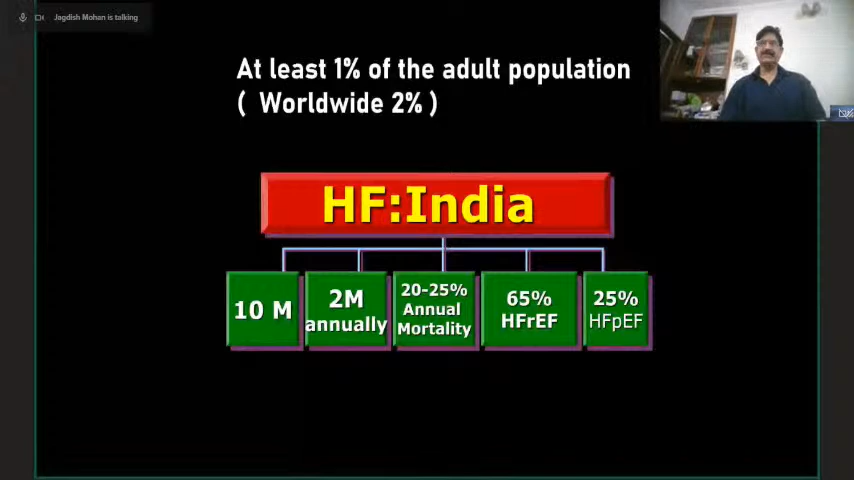 Jagdish Mohan is talking
At least 1% of the adult population
( Worldwide 2% )
HF:India
10 M
2M
annually
20-25%
Annual
Mortality
65%
HFrEF
25%
HFpEF